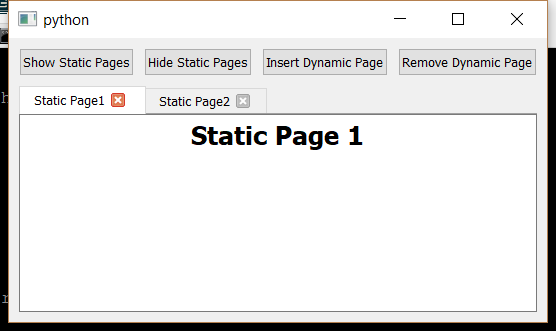 python
Show Static Pages Hide Static Pages Insert Dynamic Page Remove Dynamic Page
Static Page1 Static Page2
Static Page 1